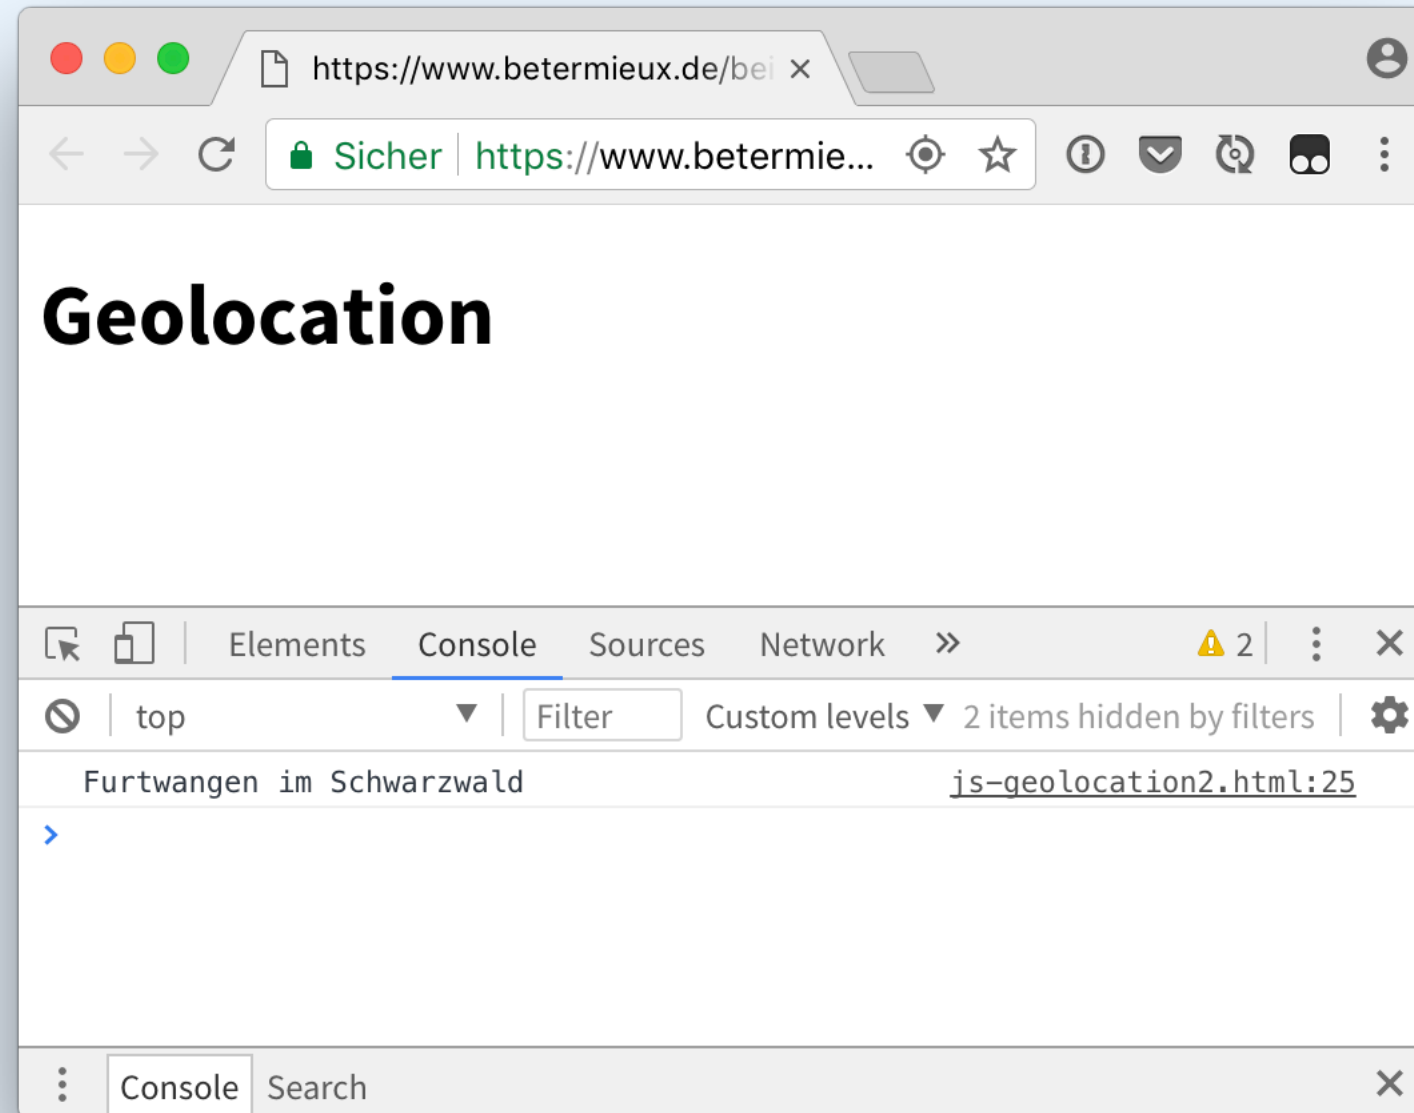 https://www.betermieux.de/bei
Sicher https://www.betermie...
Geolocation
Elements Console Sources Network 2
top Filter Custom levels 2 items hidden by filters
Furtwangen im Schwarzwald js-geolocation2.html:25
Console Search